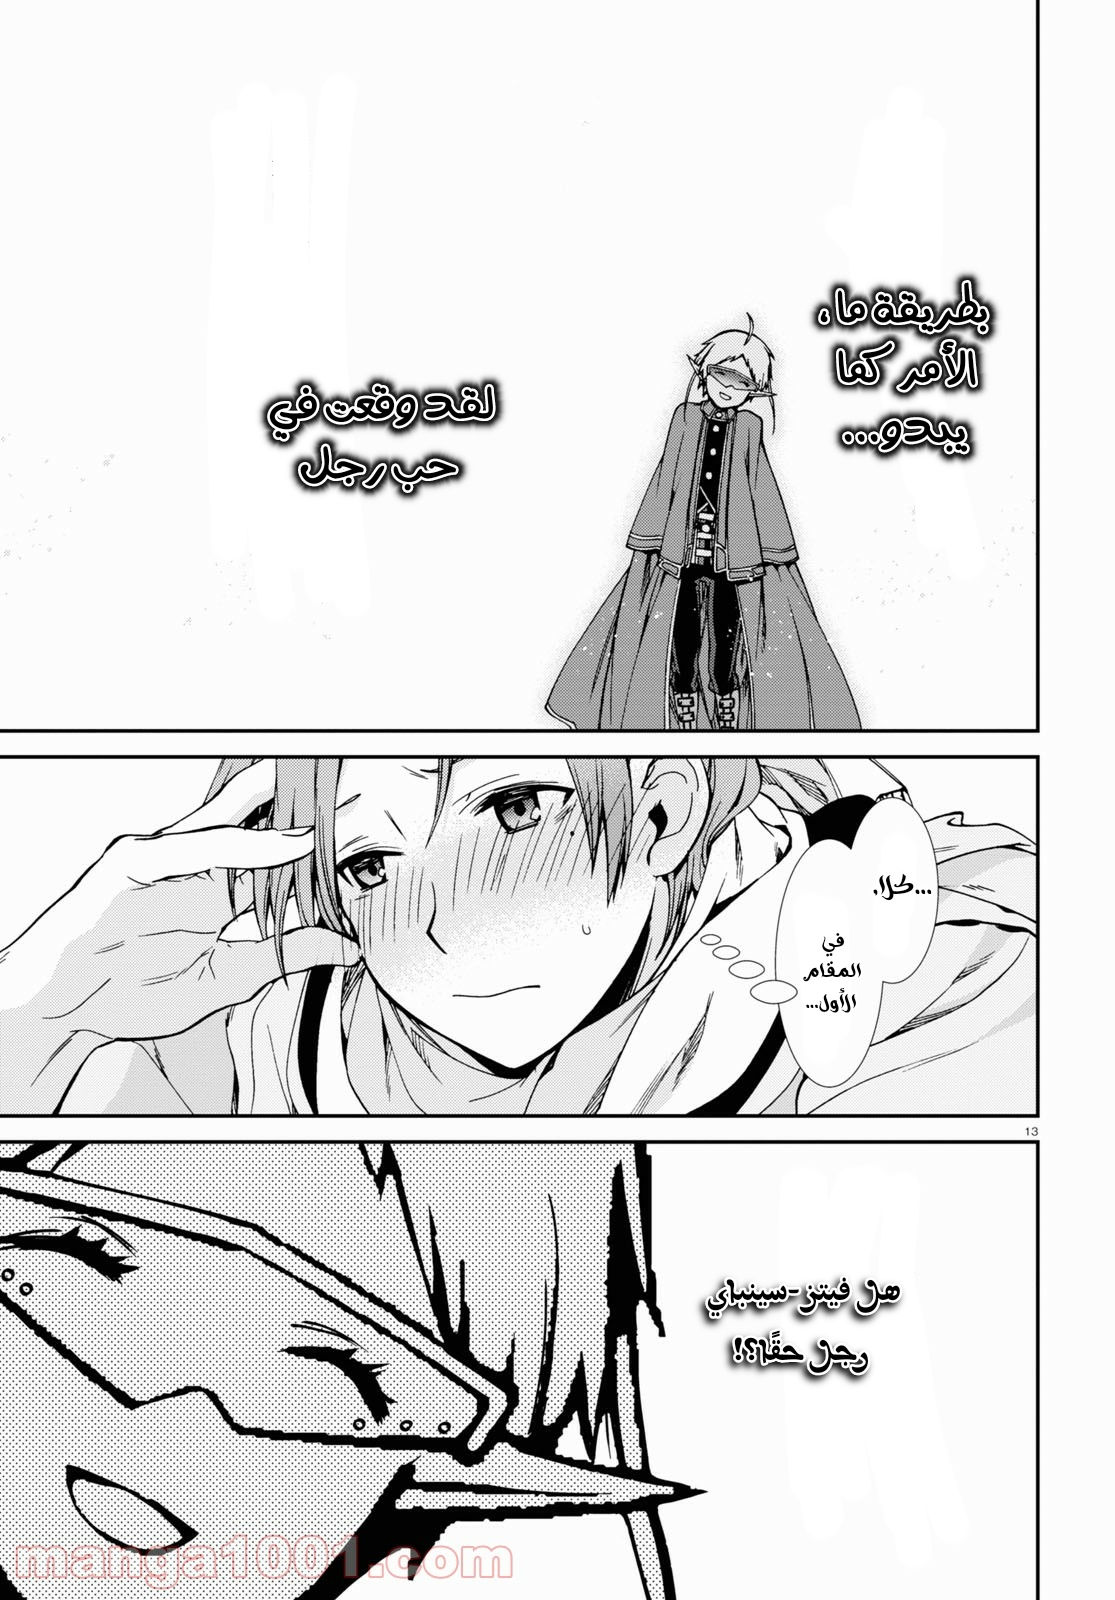 بطريقة ما،
الأمر كما
يبدو...
لقد وقعت في
حب رجل
...كلا.
في
المقام
الأول...
13
هل فيتز-سينباي
رجل حقًا؟!
manga1001.com